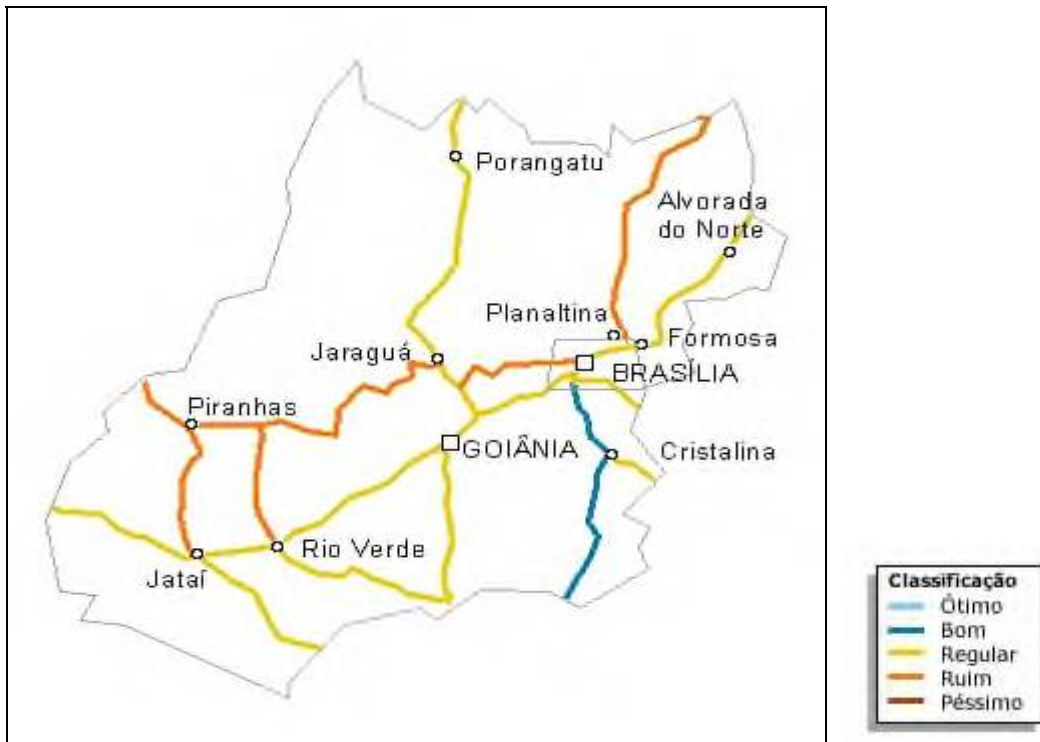 Porangatu
Alvorada
do Norte
Planaltina
Formosa
Jaraguá
BRASÍLIA
Piranhas
GOIÂNIA
Cristalina
Rio Verde
Jataí
Classificação
Ótimo
Bom
Regular
Ruim
Péssimo